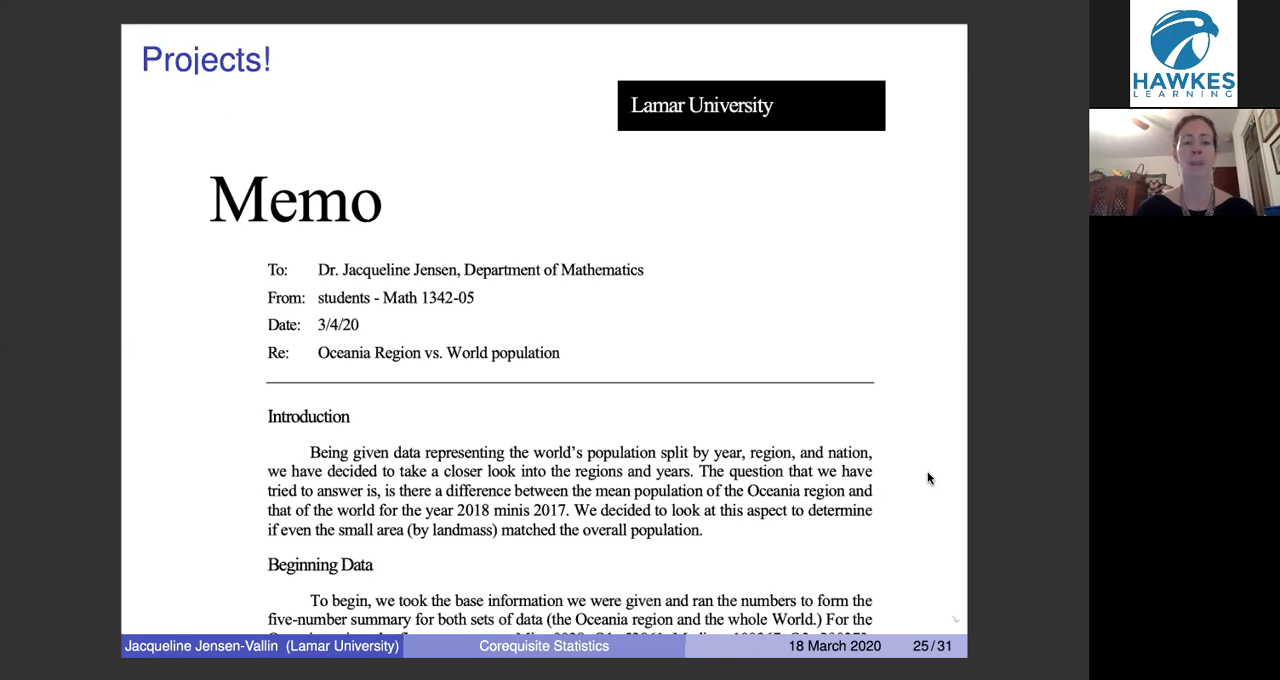 Projects!
Lamar University
Memo
To: Dr. Jacqueline Jensen, Department of Mathematics
From: students - Math 1342-05
Date: 3/4/20
Re: Oceania Region vs. World population
Introduction
Being given data representing the world's population split by year, region, and nation,
we have decided to take a closer look into the regions and years. The question that we have
tried to answer is, is there a difference between the mean population of the Oceania region and
that of the world for the year 2018 minis 2017. We decided to look at this aspect to determine
if even the small area (by landmass) matched the overall population.
Beginning Data
To begin, we took the base information we were given and ran the numbers to form the
five-number summary for both sets of data (the Oceania region and the whole World.) For the
Jacqueline Jensen-Vallin (Lamar University) Corequisite Statistics 18 March 2020 25/31
HAWKES
LEARNING